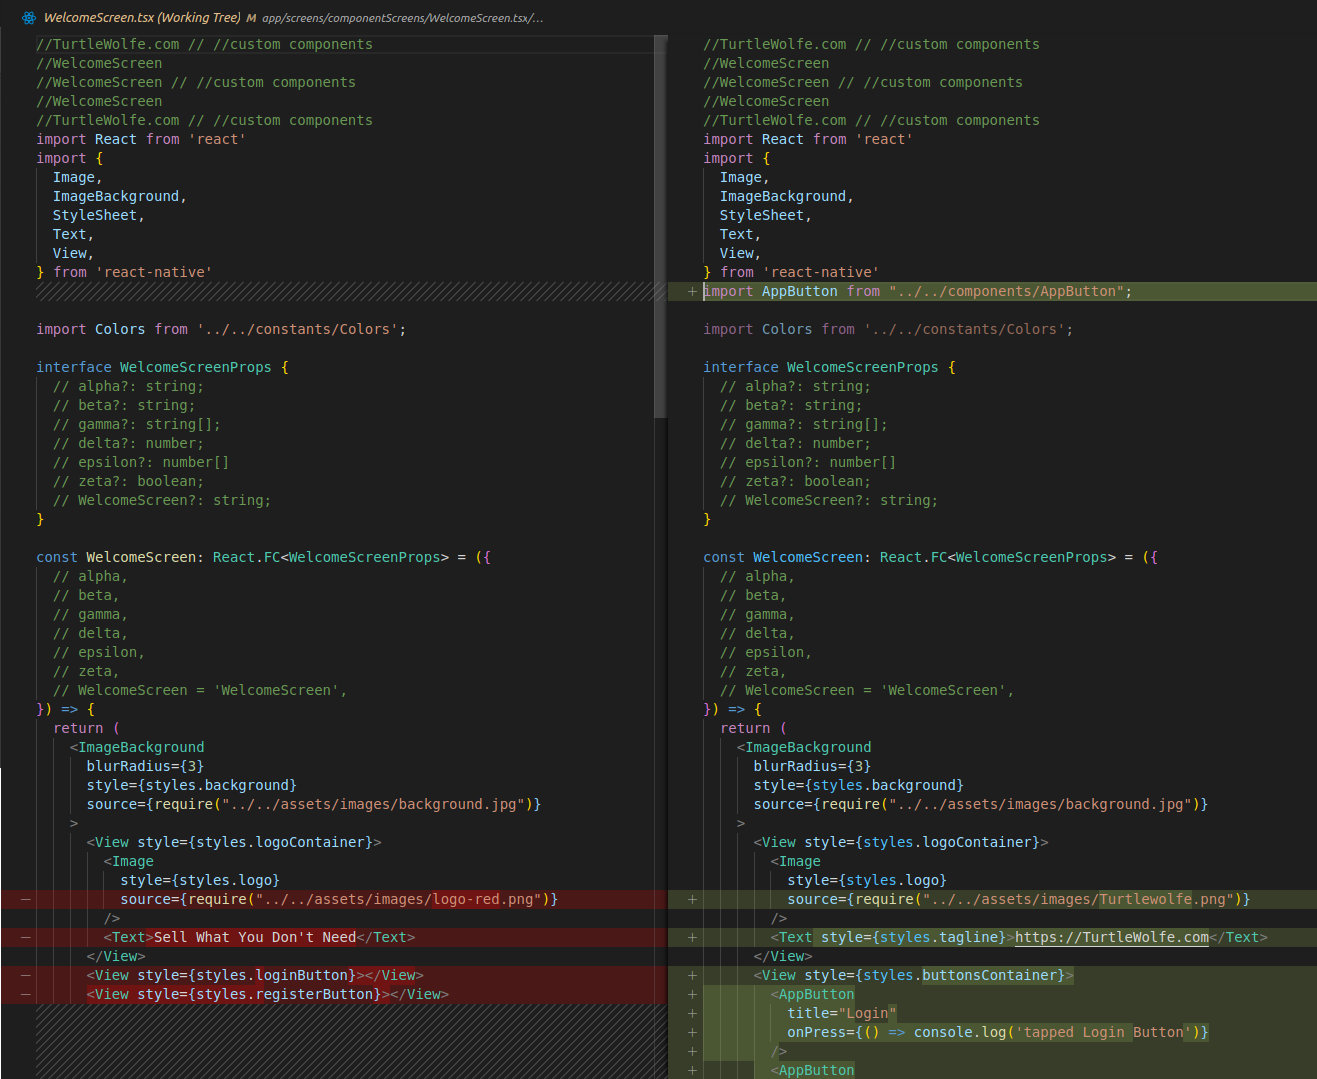 WelcomeScreen.tsx (Working Tree) M app/screens/componentScreens/WelcomeScreen.tsx/...
//TurtleWolfe.com // //custom components
//WelcomeScreen
//WelcomeScreen // //custom components
//WelcomeScreen
//TurtleWolfe.com // //custom components
import React from 'react'
import {
  Image,
  ImageBackground,
  StyleSheet,
  Text,
  View,
} from 'react-native'

import Colors from '../../constants/Colors';

interface WelcomeScreenProps {
  // alpha?: string;
  // beta?: string;
  // gamma?: string[];
  // delta?: number;
  // epsilon?: number[]
  // zeta?: boolean;
  // WelcomeScreen?: string;
}

const WelcomeScreen: React.FC<WelcomeScreenProps> = ({
  // alpha,
  // beta,
  // gamma,
  // delta,
  // epsilon,
  // zeta,
  // WelcomeScreen = 'WelcomeScreen',
}) => {
  return (
    <ImageBackground
      blurRadius={3}
      style={styles.background}
      source={require("../../assets/images/background.jpg")}
    >
      <View style={styles.logoContainer}>
        <Image
          style={styles.logo}
−          source={require("../../assets/images/logo-red.png")}
        />
−        <Text>Sell What You Don't Need</Text>
      </View>
−      <View style={styles.loginButton}></View>
−      <View style={styles.registerButton}></View>
//TurtleWolfe.com // //custom components
//WelcomeScreen
//WelcomeScreen // //custom components
//WelcomeScreen
//TurtleWolfe.com // //custom components
import React from 'react'
import {
  Image,
  ImageBackground,
  StyleSheet,
  Text,
  View,
} from 'react-native'
+import AppButton from "../../components/AppButton";

import Colors from '../../constants/Colors';

interface WelcomeScreenProps {
  // alpha?: string;
  // beta?: string;
  // gamma?: string[];
  // delta?: number;
  // epsilon?: number[]
  // zeta?: boolean;
  // WelcomeScreen?: string;
}

const WelcomeScreen: React.FC<WelcomeScreenProps> = ({
  // alpha,
  // beta,
  // gamma,
  // delta,
  // epsilon,
  // zeta,
  // WelcomeScreen = 'WelcomeScreen',
}) => {
  return (
    <ImageBackground
      blurRadius={3}
      style={styles.background}
      source={require("../../assets/images/background.jpg")}
    >
      <View style={styles.logoContainer}>
        <Image
          style={styles.logo}
+          source={require("../../assets/images/Turtlewolfe.png")}
        />
+        <Text style={styles.tagline}>https://TurtleWolfe.com</Text>
      </View>
+      <View style={styles.buttonsContainer}>
+        <AppButton
+          title="Login"
+          onPress={() => console.log('tapped Login Button')}
+        />
+        <AppButton